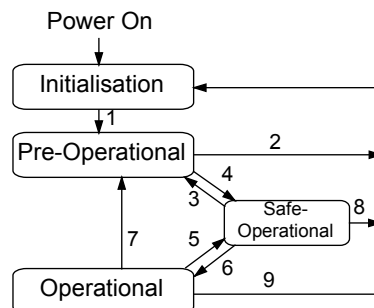 Power On
Initialisation
1
Pre-Operational
2
4
3
Safe-
Operational
8
7
5
6
Operational
9